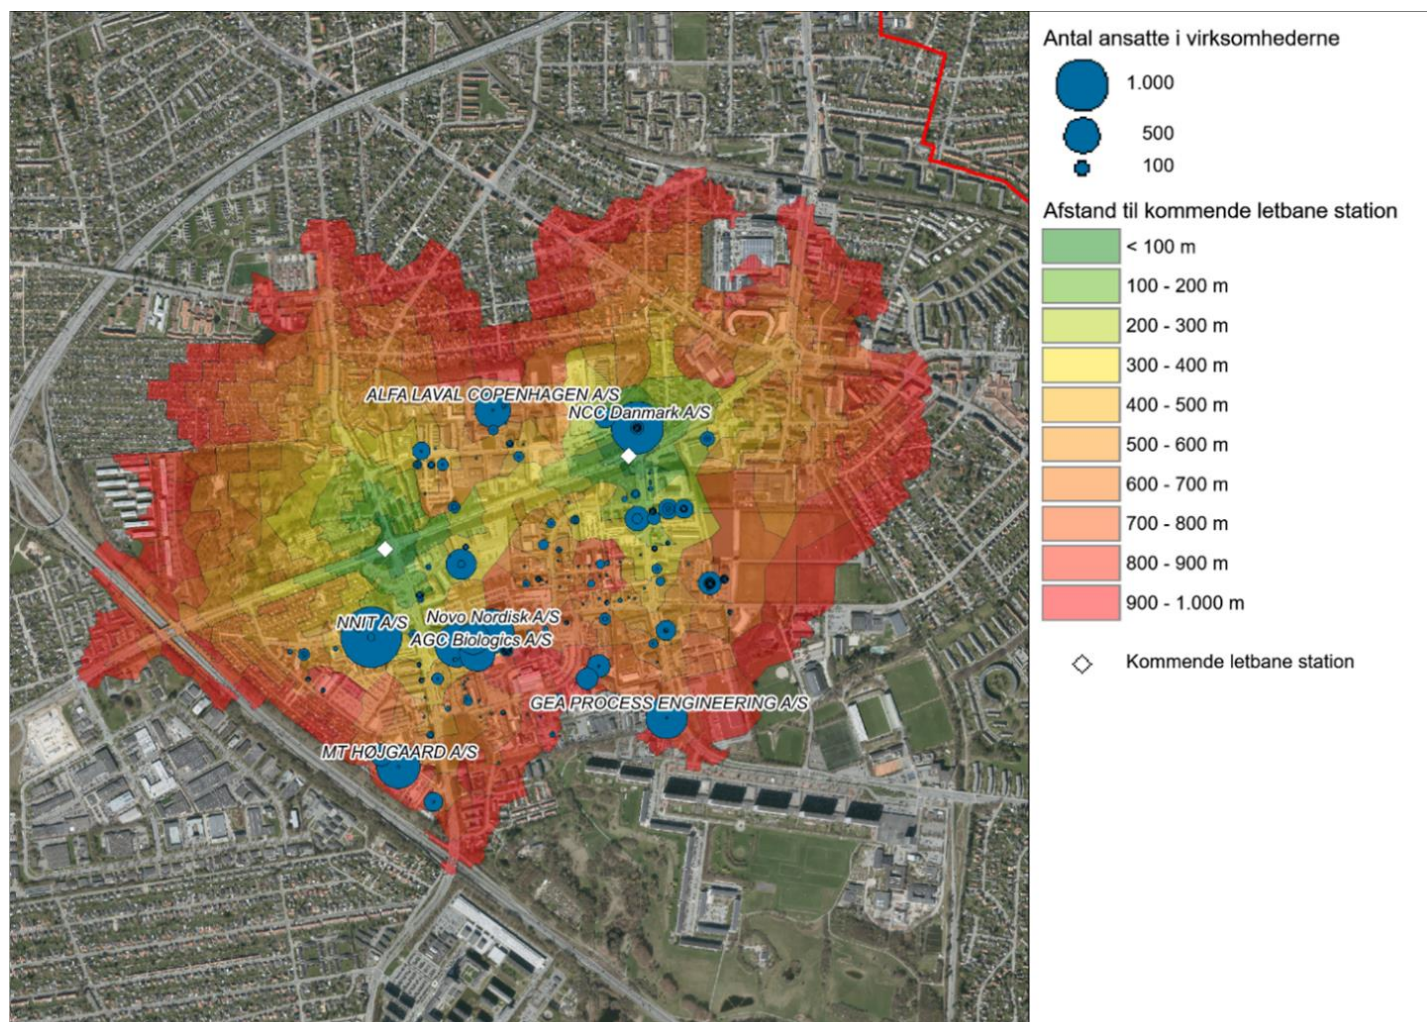 ALFA LAVAL COPENHAGEN A/S
NCC Danmark A/S
NNIT A/S
Novo Nordisk A/S
AGC Biologics A/S
GEA PROCESS ENGINEERING A/S
MT HØJGAARD A/S
Antal ansatte i virksomhederne
1.000
500
100
Afstand til kommende letbane station
< 100 m
100 - 200 m
200 - 300 m
300 - 400 m
400 - 500 m
500 - 600 m
600 - 700 m
700 - 800 m
800 - 900 m
900 - 1.000 m
Kommende letbane station